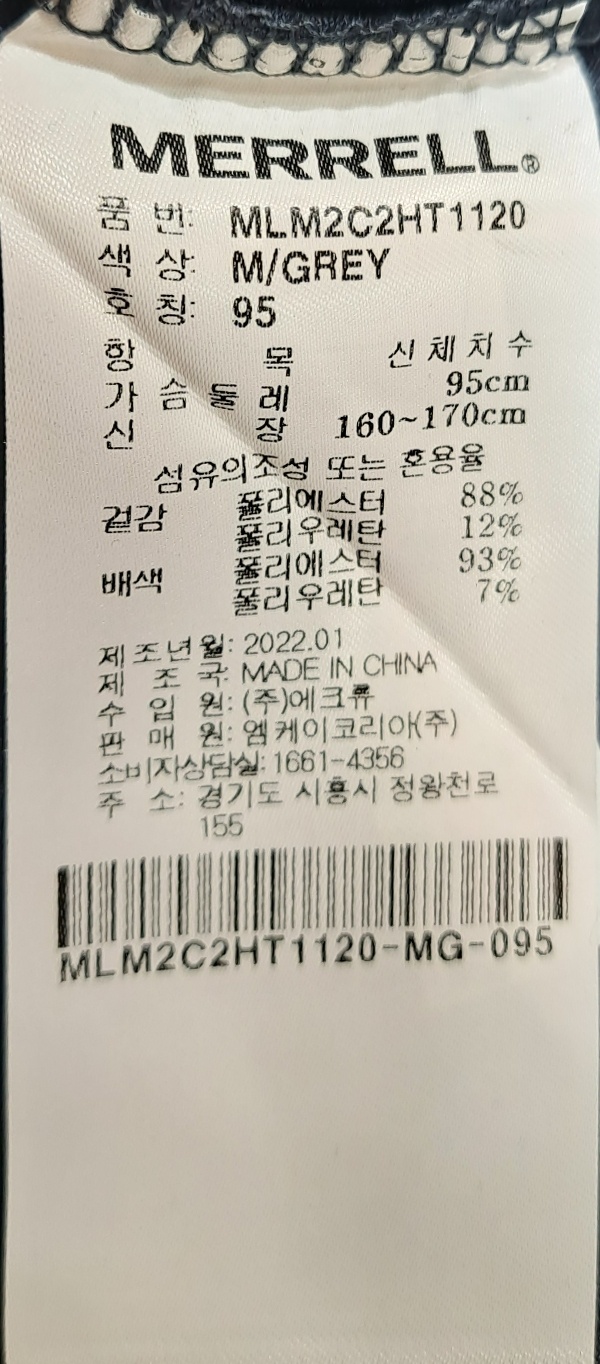 MERRELL®
품 번: MLM2C2HT1120
색 상: M/GREY
호 칭: 95
항 목 신체치수
가슴둘레 95cm
신 장 160~170cm
섬유의조성 또는 혼용율
겉감 폴리에스터 88%
폴리우레탄 12%
배색 폴리에스터 93%
폴리우레탄 7%
제조년월: 2022.01
제 조 국: MADE IN CHINA
수 입 원: (주)에크류
판 매 원: 엠케이코리아(주)
소비자상담실: 1661-4356
주 소: 경기도 시흥시 정왕천로
155
MLM2C2HT1120-MG-095